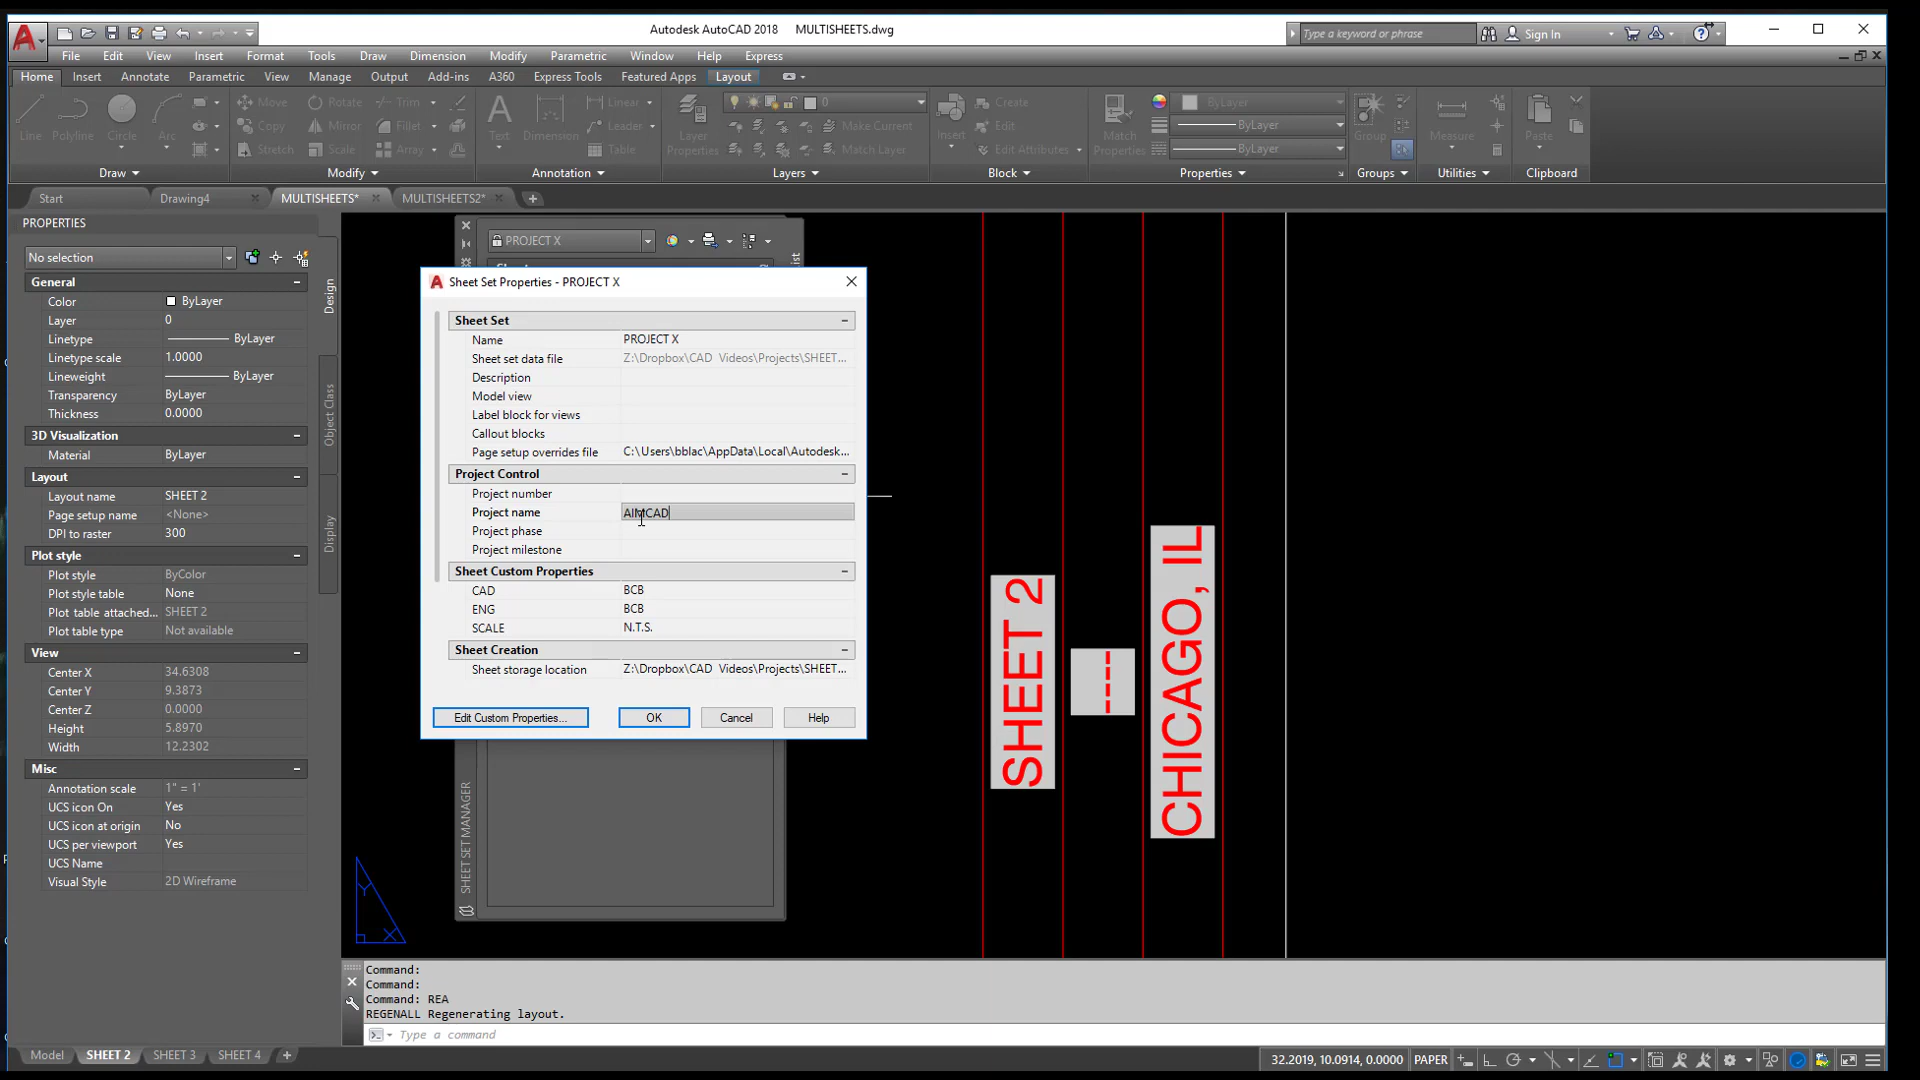 Autodesk AutoCAD 2018 MULTISHEETS.dwg
Type a keyword or phrase
Sign In
File Edit View Insert Format Tools Draw Dimension Modify Parametric Window Help Express
Home Insert Annotate Parametric View Manage Output Add-ins A360 Express Tools Featured Apps Layout
Line Polyline Circle Arc
Move Rotate Trim
Copy Mirror Fillet
Stretch Scale Array
Text Dimension
Linear
Leader
Table
Layer Properties
0
Make Current
Match Layer
Insert
Create
Edit
Edit Attributes
Match Properties
ByLayer
ByLayer
ByLayer
Group
Measure
Paste
Draw Modify Annotation Layers Block Properties Groups Utilities Clipboard
Start Drawing4 MULTISHEETS* MULTISHEETS2*
PROPERTIES
No selection
General
Color ByLayer
Layer 0
Linetype ByLayer
Linetype scale 1.0000
Lineweight ByLayer
Transparency ByLayer
Thickness 0.0000
3D Visualization
Material ByLayer
Layout
Layout name SHEET 2
Page setup name <None>
DPI to raster 300
Plot style
Plot style ByColor
Plot style table None
Plot table attached... SHEET 2
Plot table type Not available
View
Center X 34.6308
Center Y 9.3873
Center Z 0.0000
Height 5.8970
Width 12.2302
Misc
Annotation scale 1" = 1'
UCS icon On Yes
UCS icon at origin No
UCS per viewport Yes
UCS Name
Visual Style 2D Wireframe
Design
Object Class
Display
PROJECT X
SHEET SET MANAGER
Sheet Set Properties - PROJECT X
Sheet Set
Name PROJECT X
Sheet set data file Z:\Dropbox\CAD Videos\Projects\SHEET...
Description
Model view
Label block for views
Callout blocks
Page setup overrides file C:\Users\bblac\AppData\Local\Autodesk...
Project Control
Project number
Project name AIMCAD
Project phase
Project milestone
Sheet Custom Properties
CAD BCB
ENG BCB
SCALE N.T.S.
Sheet Creation
Sheet storage location Z:\Dropbox\CAD Videos\Projects\SHEET...
Edit Custom Properties... OK Cancel Help
SHEET 2
----
CHICAGO, IL
Y
X
Command:
Command:
Command: REA
REGENALL Regenerating layout.
Type a command
Model SHEET 2 SHEET 3 SHEET 4
32.2019, 10.0914, 0.0000 PAPER